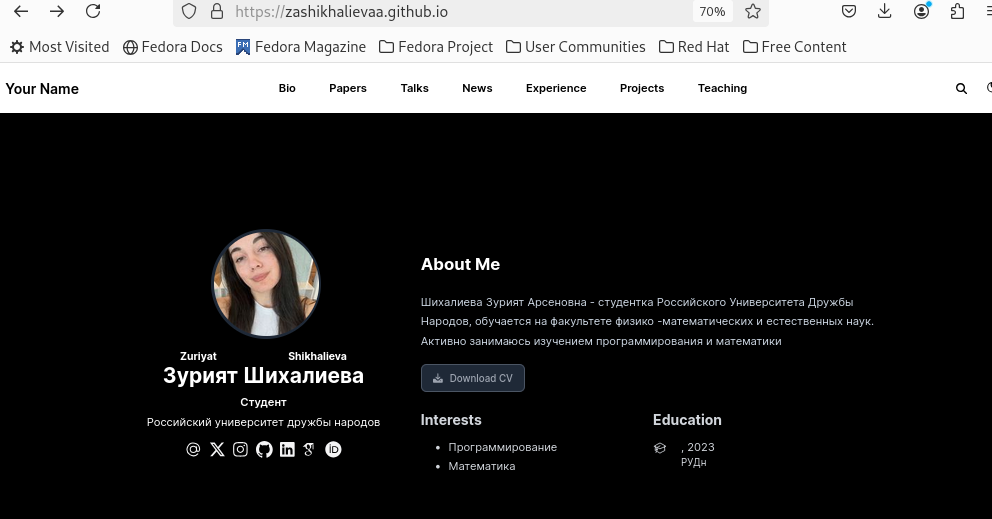 https://zashikhalievaa.github.io 70%
Most Visited Fedora Docs FM Fedora Magazine Fedora Project User Communities Red Hat Free Content
Your Name Bio Papers Talks News Experience Projects Teaching
About Me
Шихалиева Зурият Арсеновна - студентка Российского Университета Дружбы
Народов, обучается на факультете физико -математических и естественных наук.
Активно занимаюсь изучением программирования и математики
Zuriyat Shikhalieva
Зурият Шихалиева
Студент
Российский университет дружбы народов
Download CV
Interests
Программирование
Математика
Education
, 2023
РУДн